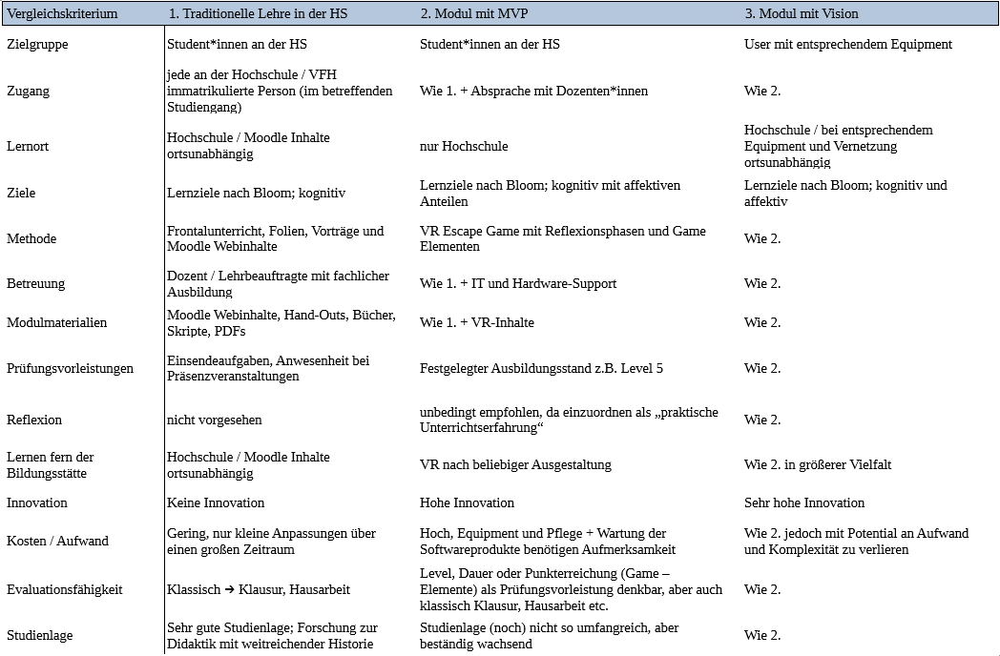 Vergleichskriterium 1. Traditionelle Lehre in der HS 2. Modul mit MVP 3. Modul mit Vision
Zielgruppe Student*innen an der HS Student*innen an der HS User mit entsprechendem Equipment
Zugang
jede an der Hochschule / VFH
immatrikulierte Person (im betreffenden
Studiengang)
Wie 1. + Absprache mit Dozenten*innen
Wie 2.
Lernort
Hochschule / Moodle Inhalte
ortsunabhängig
nur Hochschule
Hochschule / bei entsprechendem
Equipment und Vernetzung
ortsunabhängig
Ziele
Lernziele nach Bloom; kognitiv
Lernziele nach Bloom; kognitiv mit affektiven
Anteilen
Lernziele nach Bloom; kognitiv und
affektiv
Methode
Frontalunterricht, Folien, Vorträge und
Moodle Webinhalte
VR Escape Game mit Reflexionsphasen und Game
Elementen
Wie 2.
Betreuung
Dozent / Lehrbeauftragte mit fachlicher
Ausbildung
Wie 1. + IT und Hardware-Support
Wie 2.
Modulmaterialien
Moodle Webinhalte, Hand-Outs, Bücher,
Skripte, PDFs
Wie 1. + VR-Inhalte
Wie 2.
Prüfungsvorleistungen
Einsendeaufgaben, Anwesenheit bei
Präsenzveranstaltungen
Festgelegter Ausbildungsstand z.B. Level 5
Wie 2.
Reflexion
nicht vorgesehen
unbedingt empfohlen, da einzuordnen als „praktische
Unterrichtserfahrung“
Wie 2.
Lernen fern der
Bildungsstätte
Hochschule / Moodle Inhalte
ortsunabhängig
VR nach beliebiger Ausgestaltung
Wie 2. in größerer Vielfalt
Innovation Keine Innovation Hohe Innovation Sehr hohe Innovation
Kosten / Aufwand
Gering, nur kleine Anpassungen über
einen großen Zeitraum
Hoch, Equipment und Pflege + Wartung der
Softwareprodukte benötigen Aufmerksamkeit
Wie 2. jedoch mit Potential an Aufwand
und Komplexität zu verlieren
Evaluationsfähigkeit
Klassisch → Klausur, Hausarbeit
Level, Dauer oder Punkterreichung (Game –
Elemente) als Prüfungsvorleistung denkbar, aber auch
klassisch Klausur, Hausarbeit etc.
Wie 2.
Studienlage
Sehr gute Studienlage; Forschung zur
Didaktik mit weitreichender Historie
Studienlage (noch) nicht so umfangreich, aber
beständig wachsend
Wie 2.